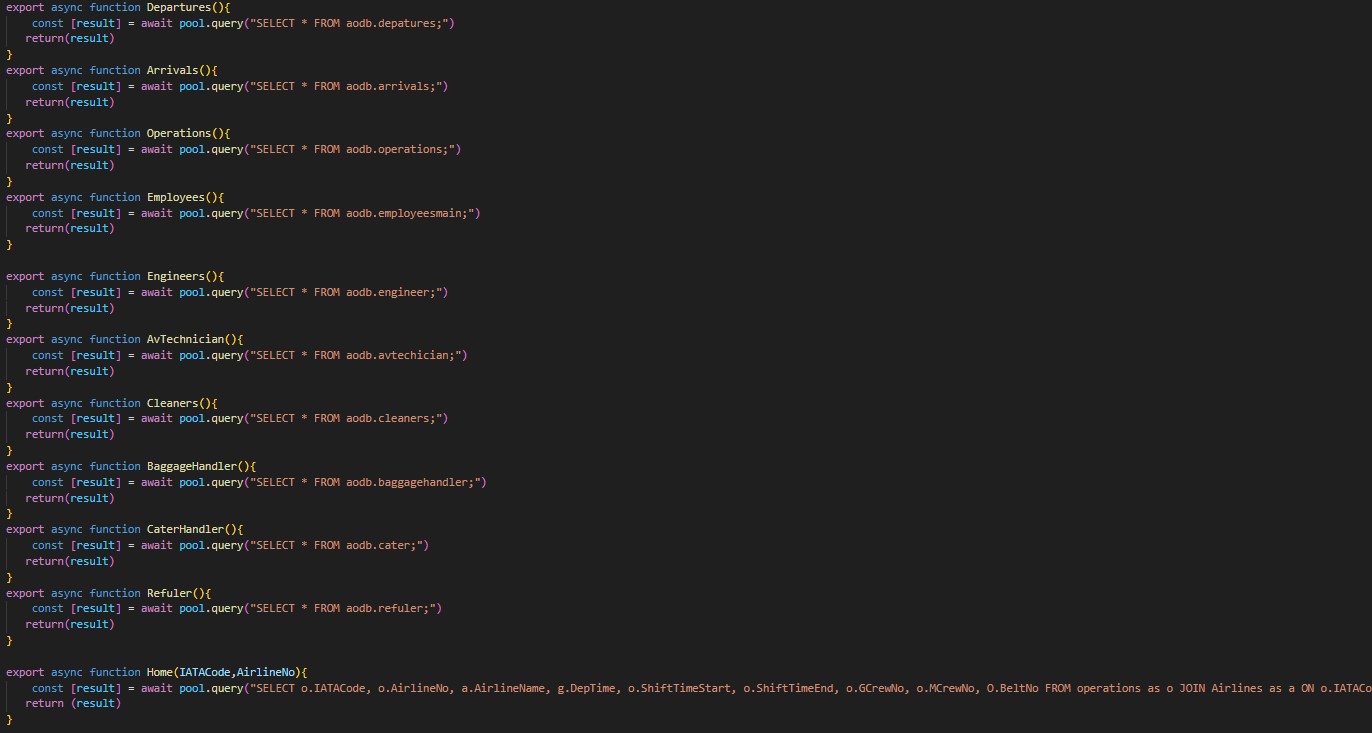 export async function Departures(){
    const [result] = await pool.query("SELECT * FROM aodb.depatures;")
   return(result)
}
export async function Arrivals(){
    const [result] = await pool.query("SELECT * FROM aodb.arrivals;")
   return(result)
}
export async function Operations(){
    const [result] = await pool.query("SELECT * FROM aodb.operations;")
   return(result)
}
export async function Employees(){
    const [result] = await pool.query("SELECT * FROM aodb.employeesmain;")
   return(result)
}
export async function Engineers(){
    const [result] = await pool.query("SELECT * FROM aodb.engineer;")
   return(result)
}
export async function AvTechnician(){
    const [result] = await pool.query("SELECT * FROM aodb.avtechician;")
   return(result)
}
export async function Cleaners(){
    const [result] = await pool.query("SELECT * FROM aodb.cleaners;")
   return(result)
}
export async function BaggageHandler(){
    const [result] = await pool.query("SELECT * FROM aodb.baggagehandler;")
   return(result)
}
export async function CaterHandler(){
    const [result] = await pool.query("SELECT * FROM aodb.cater;")
   return(result)
}
export async function Refuler(){
    const [result] = await pool.query("SELECT * FROM aodb.refuler;")
   return(result)
}
export async function Home(IATACode,AirlineNo){
    const [result] = await pool.query("SELECT o.IATACode, o.AirlineNo, a.AirlineName, g.DepTime, o.ShiftTimeStart, o.ShiftTimeEnd, o.GCrewNo, o.MCrewNo, O.BeltNo FROM operations as o JOIN Airlines as a ON o.IATACo
   return (result)
}